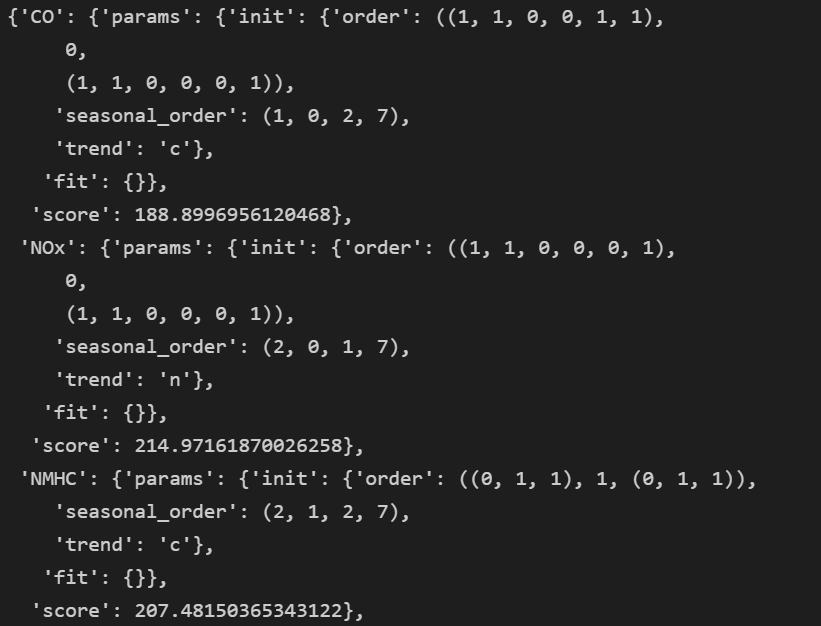 {'CO': {'params': {'init': {'order': ((1, 1, 0, 0, 1, 1),
0,
(1, 1, 0, 0, 0, 1)),
'seasonal_order': (1, 0, 2, 7),
'trend': 'c'},
'fit': {}},
'score': 188.8996956120468},
'NOx': {'params': {'init': {'order': ((1, 1, 0, 0, 0, 1),
0,
(1, 1, 0, 0, 0, 1)),
'seasonal_order': (2, 0, 1, 7),
'trend': 'n'},
'fit': {}},
'score': 214.97161870026258},
'NMHC': {'params': {'init': {'order': ((0, 1, 1), 1, (0, 1, 1)),
'seasonal_order': (2, 1, 2, 7),
'trend': 'c'},
'fit': {}},
'score': 207.48150365343122},